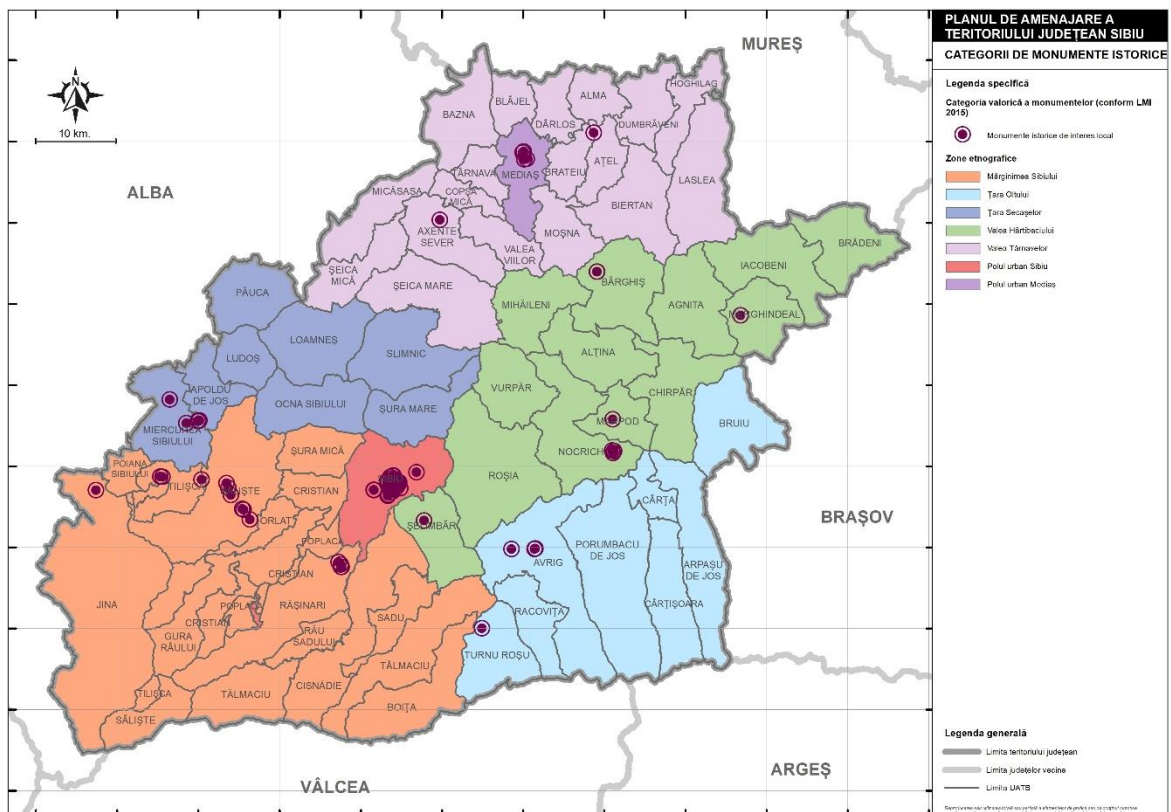 PLANUL DE AMENAJARE A
TERITORIULUI JUDEȚEAN SIBIU
CATEGORII DE MONUMENTE ISTORICE
Legenda specifică
Categoria valorică a monumentelor (conform LMI
2015)
Monumente istorice de interes local
Zone etnografice
Mărginimea Sibiului
Țara Oltului
Țara Secașelor
Valea Hârtibaciului
Valea Târnavelor
Polul urban Sibiu
Polul urban Mediaș
Legenda generală
Limita teritoriului județean
Limita județelor vecine
Limita UATB
N
10 km.
MUREȘ
ALBA
BRAȘOV
ARGEȘ
VÂLCEA
HOGHILAG
ALMA
BLĂJEL
BAZNA
DÂRLOS
DUMBRĂVENI
MEDIAȘ
BRATEIU
AȚEL
TÂRNAVA
LASLEA
MICĂSASA
COPȘA
MICĂ
BIERTAN
AXENTE
SEVER
MOȘNA
VALEA
VIILOR
BRĂDENI
IACOBENI
ȘEICA
MICĂ
ȘEICA MARE
BÂRGHIȘ
PĂUCA
MIHĂILENI
AGNITA
LOAMNEȘ
ALȚINA
LUDOȘ
SLIMNIC
VURPĂR
CHIRPĂR
APOLDU
DE JOS
OCNA SIBIULUI
ȘURA MARE
BRUIU
MIERCUREA
SIBIULUI
NOCRICH
ȘURA MICĂ
POIANA
SIBIULUI
ROȘIA
TILIȘCA
CRISTIAN
CÂRȚA
POPLACA
AVRIG
PORUMBACU
DE JOS
ARPAȘU
DE JOS
CRISTIAN
JINA
RĂȘINARI
CÂRȚIȘOARA
SADU
RACOVIȚA
CRISTIAN
GURA
RÂULUI
RÂU
SADULUI
TURNU ROȘU
TĂLMACIU
CISNĂDIE
TILIȘCA
TĂLMACIU
BOIȚA
SĂLIȘTE